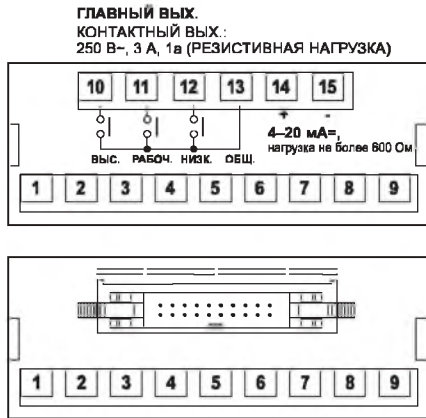 ГЛАВНЫЙ ВЫХ.
КОНТАКТНЫЙ ВЫХ.:
250 В~, 3 А, 1а (РЕЗИСТИВНАЯ НАГРУЗКА)
10 11 12 13 14 15
+ -
4–20 мА=,
нагрузка не более 600 Ом
ВЫС. РАБОЧ. НИЗК. ОБЩ.
1 2 3 4 5 6 7 8 9
1 2 3 4 5 6 7 8 9